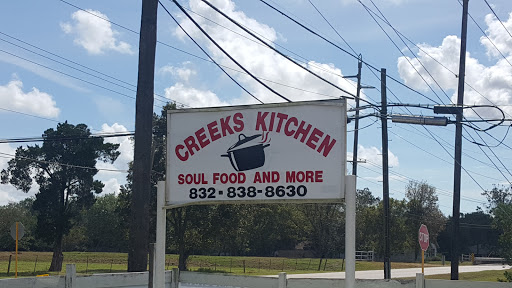 CREEKS KITCHEN
SOUL FOOD AND MORE
832-838-8630